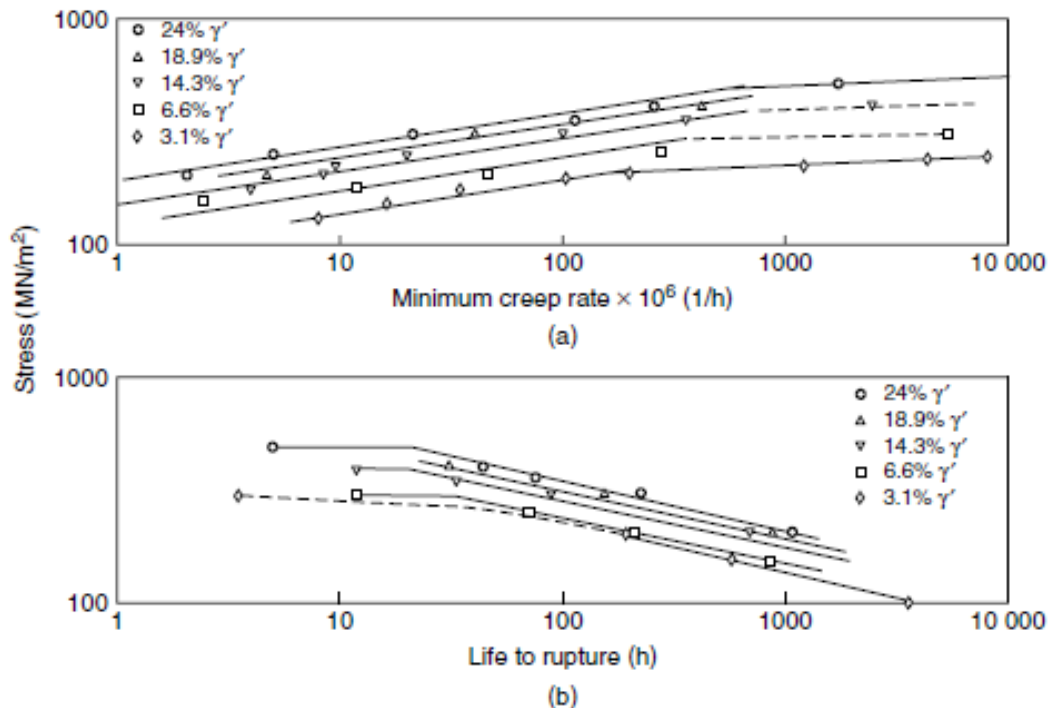 1000
24% γ′
18.9% γ′
14.3% γ′
6.6% γ′
3.1% γ′
100
1 10 100 1000 10 000
Minimum creep rate × 10⁶ (1/h)
(a)
Stress (MN/m²)
1000
24% γ′
18.9% γ′
14.3% γ′
6.6% γ′
3.1% γ′
100
1 10 100 1000 10 000
Life to rupture (h)
(b)